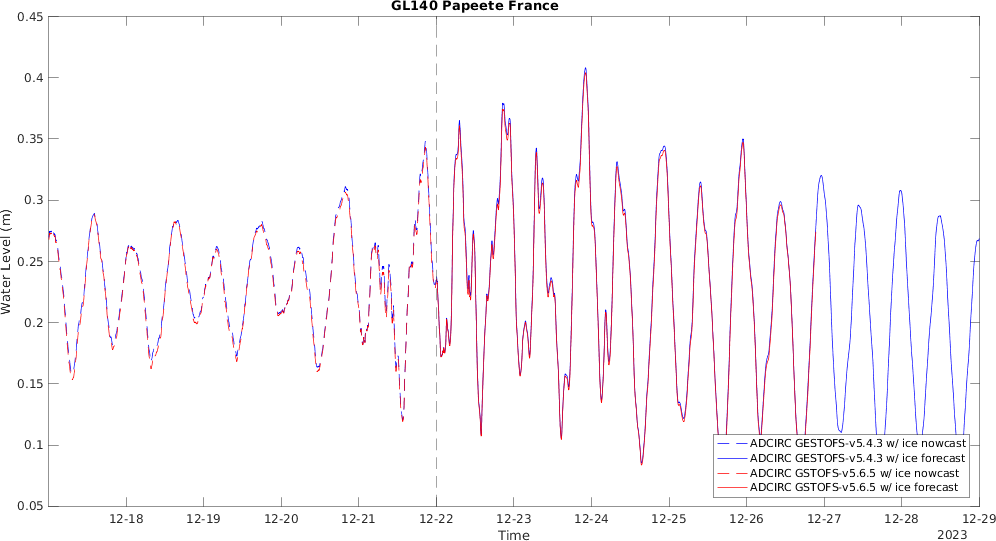 GL140 Papeete France
0.45
0.4
0.35
0.3
0.25
0.2
0.15
0.1
0.05
Water Level (m)
ADCIRC GESTOFS-v5.4.3 w/ ice nowcast
ADCIRC GESTOFS-v5.4.3 w/ ice forecast
ADCIRC GSTOFS-v5.6.5 w/ ice nowcast
ADCIRC GSTOFS-v5.6.5 w/ ice forecast
12-18 12-19 12-20 12-21 12-22 12-23 12-24 12-25 12-26 12-27 12-28 12-29
Time
2023